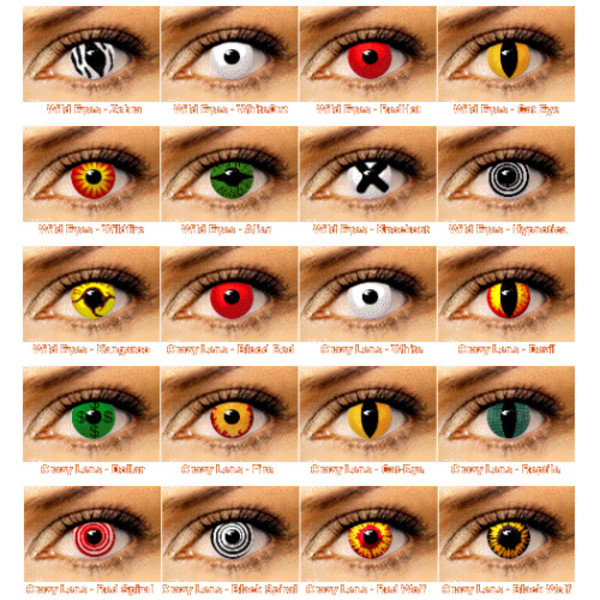 Wild Eyes - Zebra
Wild Eyes - WhiteOut
Wild Eyes - RedHot
Wild Eyes - Cat Eye
Wild Eyes - Wildfire
Wild Eyes - Alien
Wild Eyes - Knockout
Wild Eyes - Hypnotica
Wild Eyes - Kangaroo
Crazy Lens - Blood Red
Crazy Lens - White
Crazy Lens - Devil
$ $ $ $
Crazy Lens - Dollar
Crazy Lens - Fire
Crazy Lens - Cat-Eye
Crazy Lens - Reptile
Crazy Lens - Red Spiral
Crazy Lens - Black Spiral
Crazy Lens - Red Wolf
Crazy Lens - Black Wolf